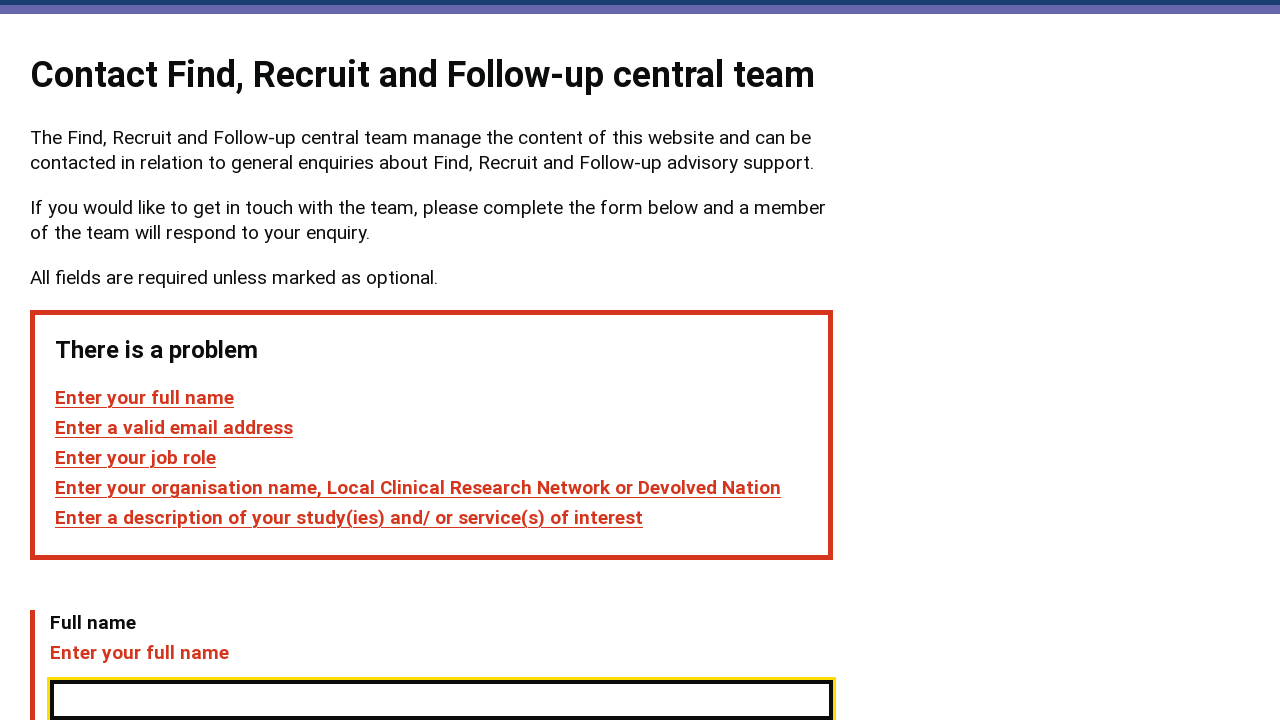 Contact Find, Recruit and Follow-up central team
The Find, Recruit and Follow-up central team manage the content of this website and can be
contacted in relation to general enquiries about Find, Recruit and Follow-up advisory support.
If you would like to get in touch with the team, please complete the form below and a member
of the team will respond to your enquiry.
All fields are required unless marked as optional.
There is a problem
Enter your full name
Enter a valid email address
Enter your job role
Enter your organisation name, Local Clinical Research Network or Devolved Nation
Enter a description of your study(ies) and/ or service(s) of interest
Full name
Enter your full name